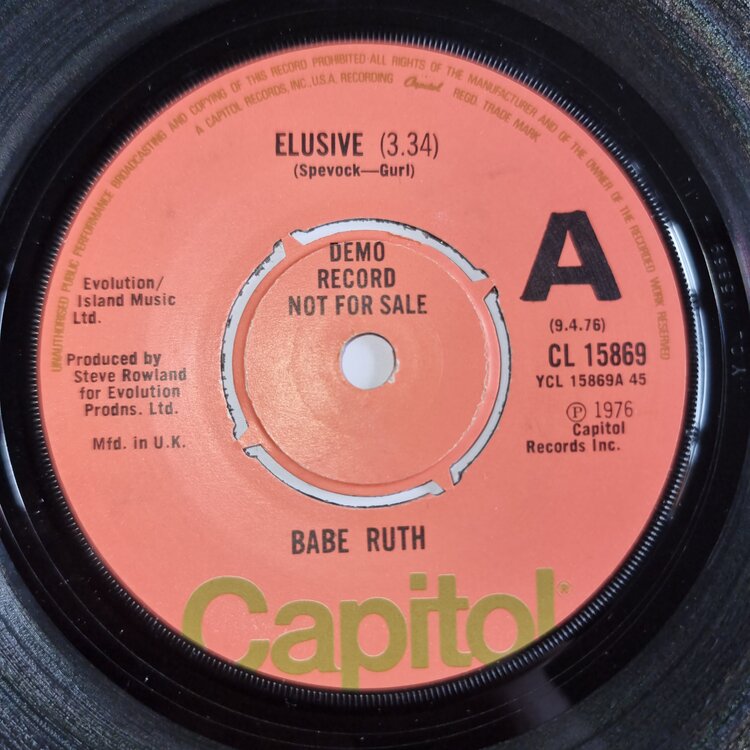 UNAUTHORISED PUBLIC PERFORMANCE BROADCASTING AND COPYING OF THIS RECORD PROHIBITED·ALL RIGHTS OF THE MANUFACTURER AND OF THE OWNER OF THE RECORDED WORK RESERVED
A CAPITOL RECORDS, INC., U.S.A. RECORDING Capitol REGD. TRADE MARK
ELUSIVE (3.34)
(Spevock—Gurl)
DEMO
RECORD
NOT FOR SALE
A
Evolution/
Island Music
Ltd.
(9.4.76)
CL 15869
YCL 15869A 45
Produced by
Steve Rowland
for Evolution
Prodns. Ltd.
℗ 1976
Capitol
Records Inc.
Mfd. in U.K.
BABE RUTH
Capitol®